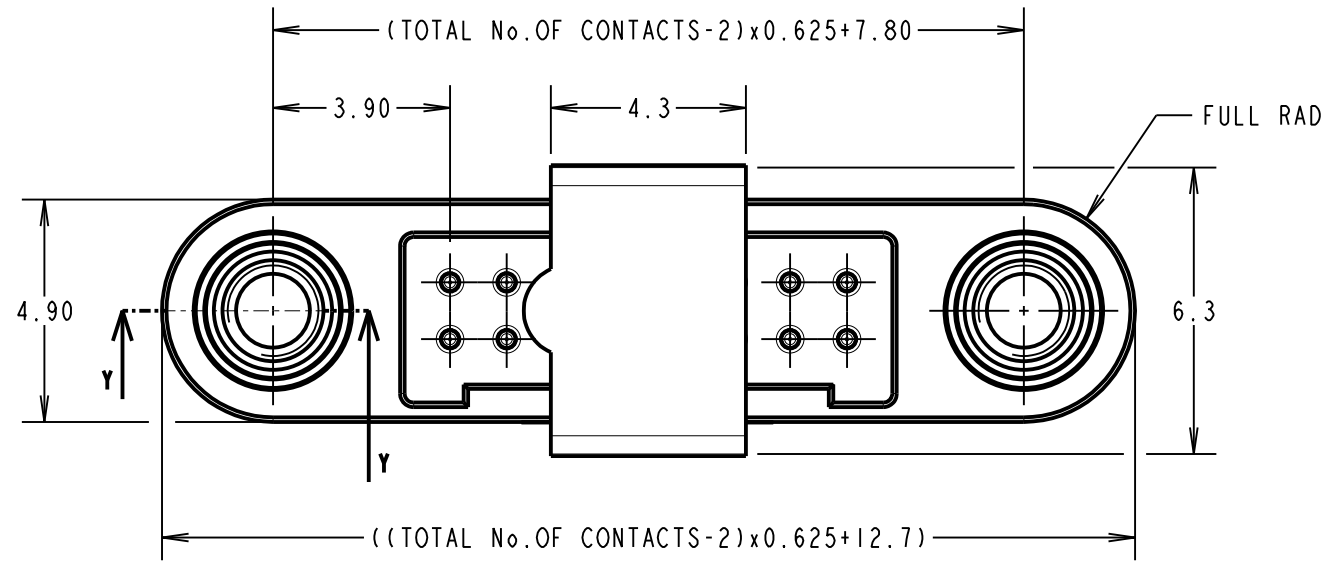 (TOTAL No.OF CONTACTS-2)x0.625+7.80
3.90
4.3
FULL RAD
4.90
6.3
Y
Y
((TOTAL No.OF CONTACTS-2)x0.625+12.7)